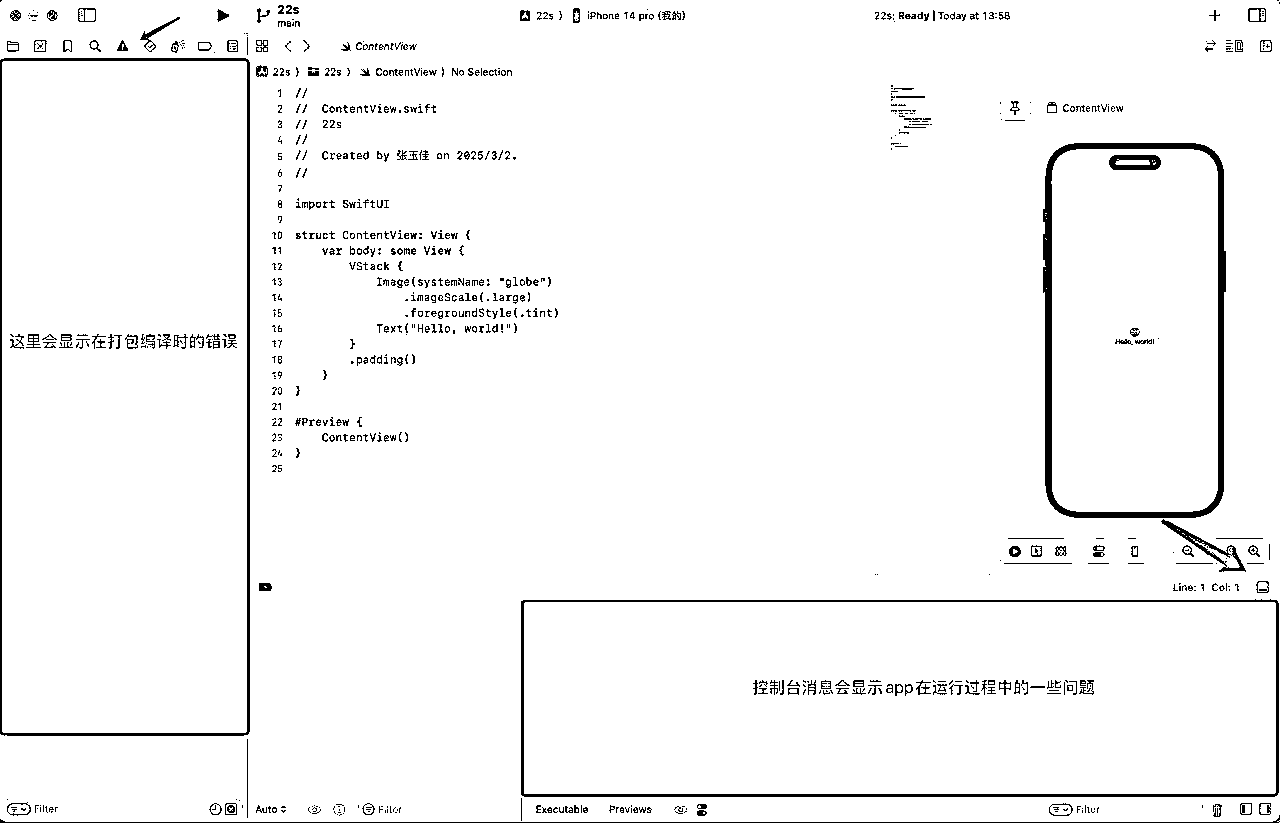 22s
main
22s 〉 iPhone 14 pro (我的)
22s: Ready | Today at 13:58
ContentView
22s 〉 22s 〉 ContentView 〉 No Selection
1 //
2 //  ContentView.swift
3 //  22s
4 //
5 //  Created by 张玉佳 on 2025/3/2.
6 //
7
8 import SwiftUI
9
10 struct ContentView: View {
11     var body: some View {
12         VStack {
13             Image(systemName: "globe")
14                 .imageScale(.large)
15                 .foregroundStyle(.tint)
16             Text("Hello, world!")
17         }
18         .padding()
19     }
20 }
21
22 #Preview {
23     ContentView()
24 }
25
这里会显示在打包编译时的错误
ContentView
Hello, world!
Line: 1 Col: 1
控制台消息会显示app在运行过程中的一些问题
Filter
Auto
Filter
Executable
Previews
Filter